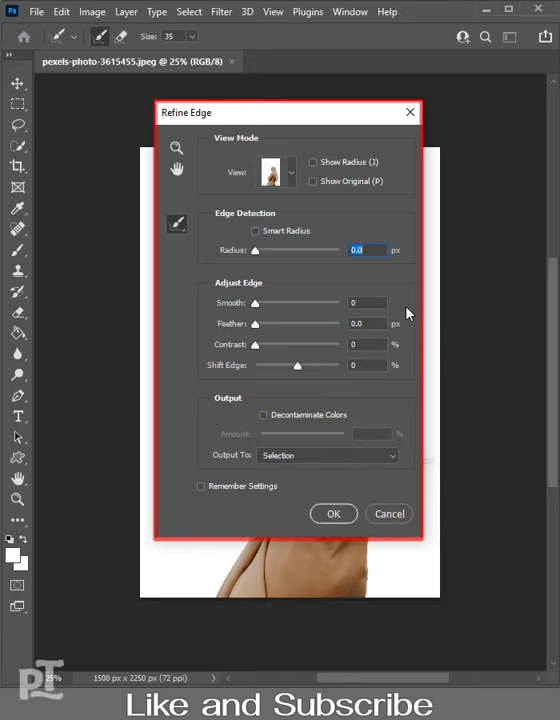 Ps File Edit Image Layer Type Select Filter 3D View Plugins Window Help
Size: 35
pexels-photo-3615455.jpeg @ 25% (RGB/8)
Refine Edge
View Mode
View:
Show Radius (J)
Show Original (P)
Edge Detection
Smart Radius
Radius: 0.0 px
Adjust Edge
Smooth: 0
Feather: 0.0 px
Contrast: 0 %
Shift Edge: 0 %
Output
Decontaminate Colors
Amount: %
Output To: Selection
Remember Settings
OK Cancel
PT
25% 1500 px x 2250 px (72 ppi)
Like and Subscribe